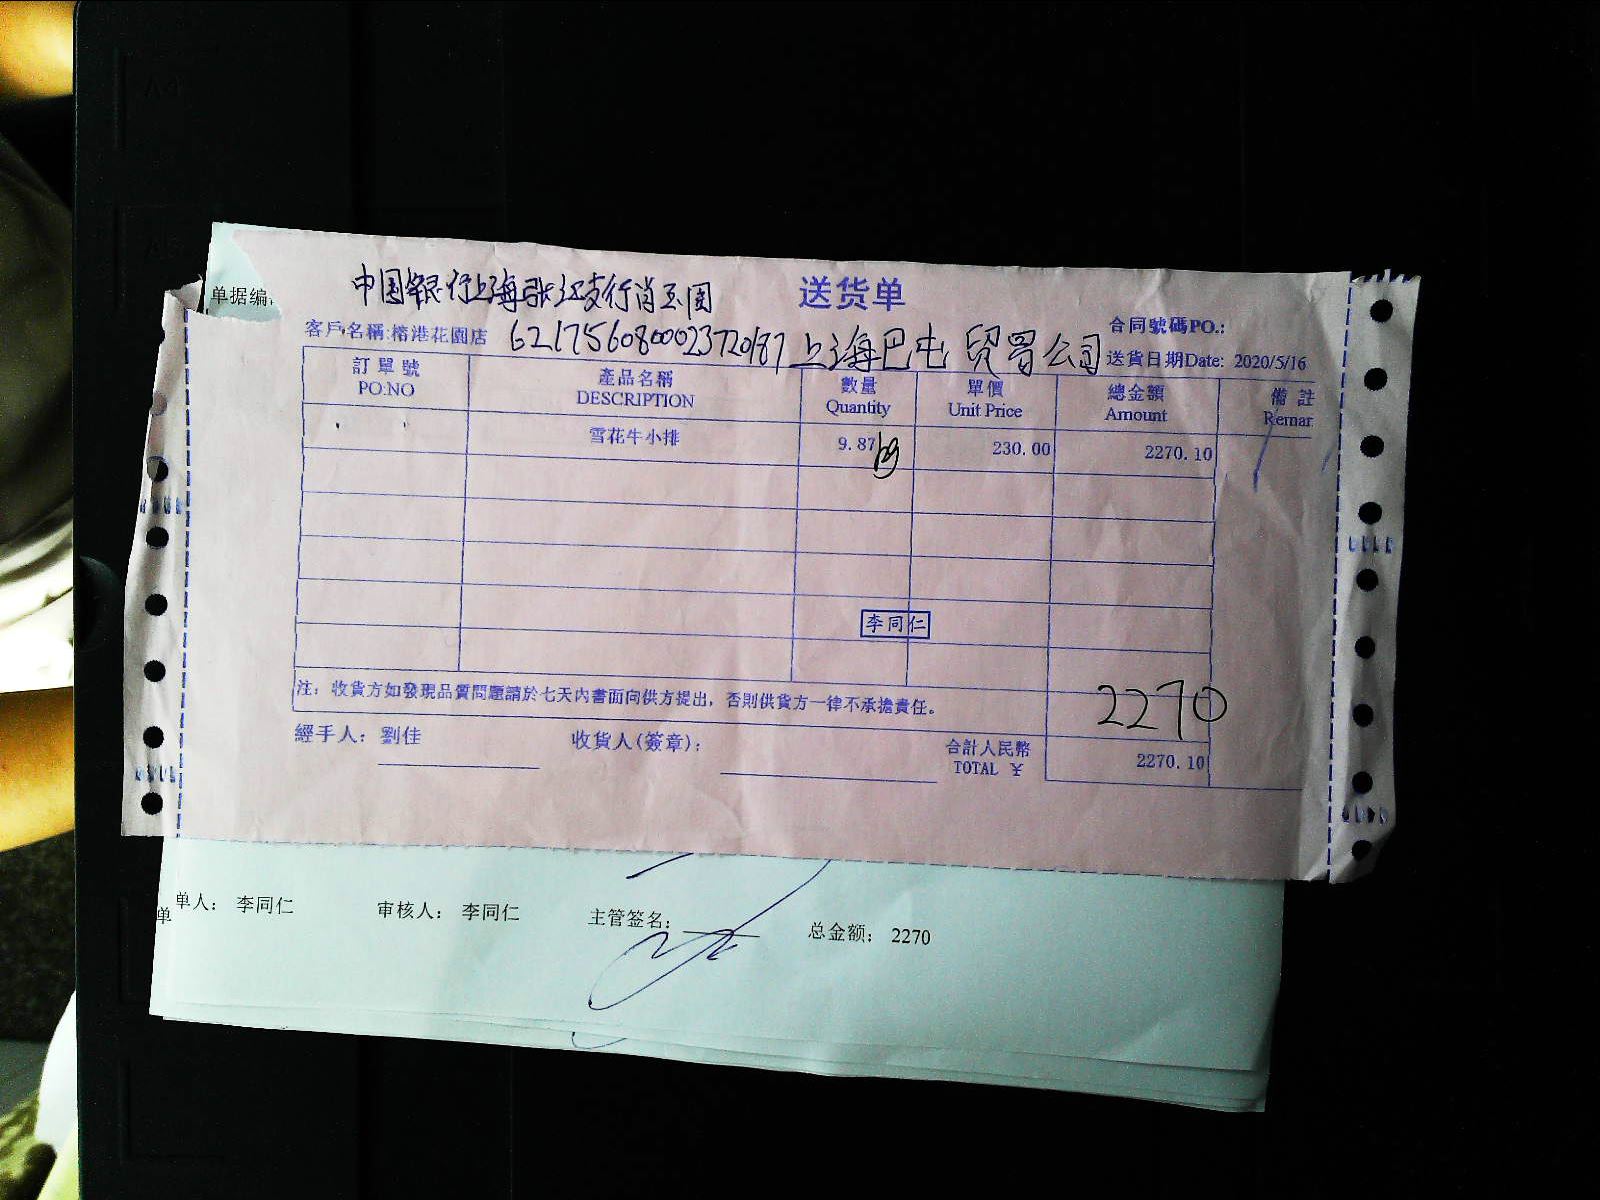 单据编
中国银行上海张江支行肖玉国
送货单
客戶名稱:椿港花園店
6217560800023720187 上海巴屯贸易公司
合同號碼PO.:
送貨日期Date: 2020/5/16
訂單號 產品名稱 數量 單價 總金額 備註
PO:NO DESCRIPTION Quantity Unit Price Amount Remar
雪花牛小排 9.87 kg 230.00 2270.10
李同仁
注：收貨方如發現品質問題請於七天內書面向供方提出，否則供貨方一律不承擔責任。
2270
經手人：劉佳 收貨人(簽章)： 合計人民幣
TOTAL ¥ 2270.10
单人： 李同仁 审核人： 李同仁 主管签名： 总金额： 2270
单